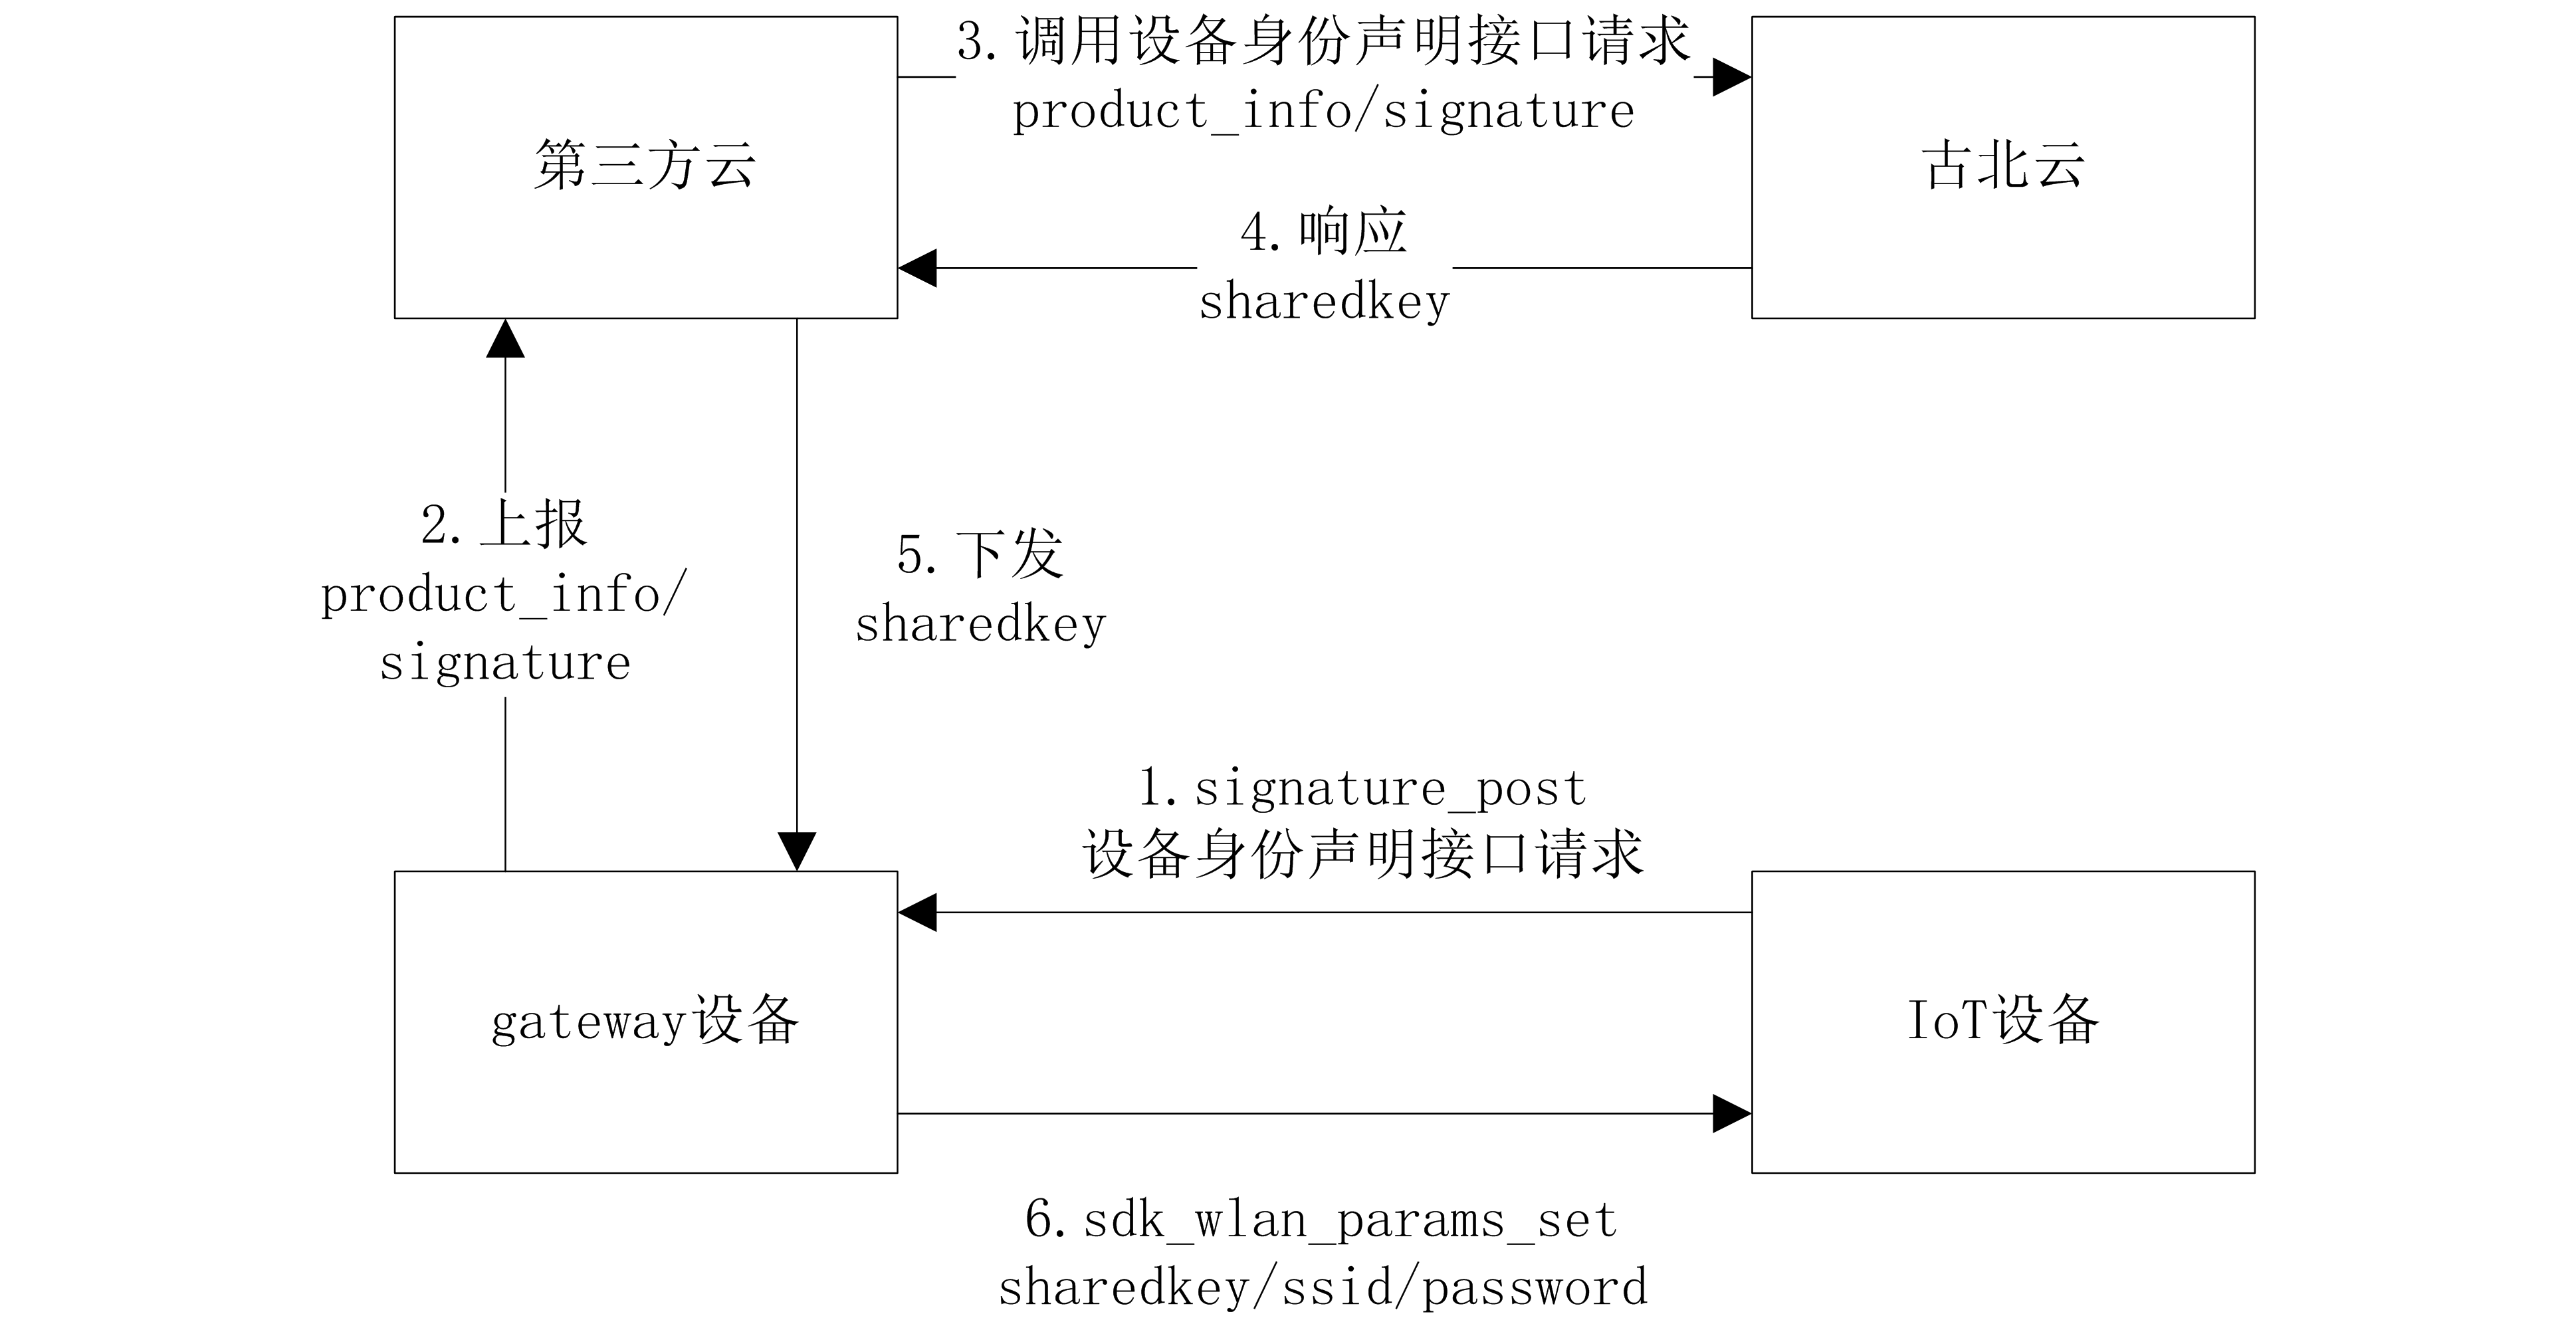 3.调用设备身份声明接口请求
product_info/signature
第三方云
古北云
4.响应
sharedkey
2.上报
product_info/
signature
5.下发
sharedkey
1.signature_post
设备身份声明接口请求
gateway设备
IoT设备
6.sdk_wlan_params_set
sharedkey/ssid/password